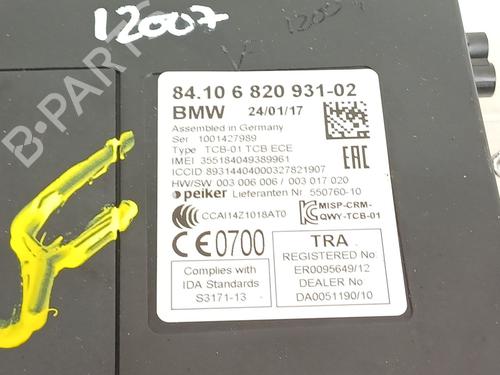 12007
12007
84.10 6 820 931-02
BMW 24/01/17
Assembled in Germany
Ser 1001427989
Type TCB-01 TCB ECE
IMEI 355184049389961
ICCID 89314404000327821907
HW/SW 003 006 006 / 003 017 020
peiker Lieferanten Nr 550760-10
EAC
CCAI14Z1018AT0
MISP-CRM-
QWY-TCB-01
CE0700
Complies with
IDA Standards
S3171-13
TRA
REGISTERED No
ER0095649/12
DEALER No
DA0051190/10
B-PARTS